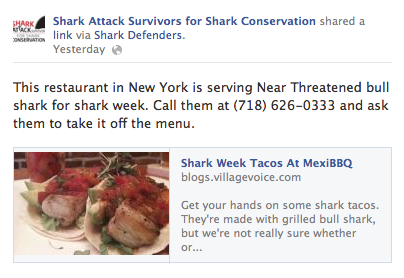 SHARK
ATTACK
SURVIVORS
FOR SHARK
CONSERVATION
Shark Attack Survivors for Shark Conservation shared a
link via Shark Defenders.
Yesterday
This restaurant in New York is serving Near Threatened bull
shark for shark week. Call them at (718) 626-0333 and ask
them to take it off the menu.
Shark Week Tacos At MexiBBQ
blogs.villagevoice.com
Get your hands on some shark tacos.
They're made with grilled bull shark,
but we're not really sure whether
or...